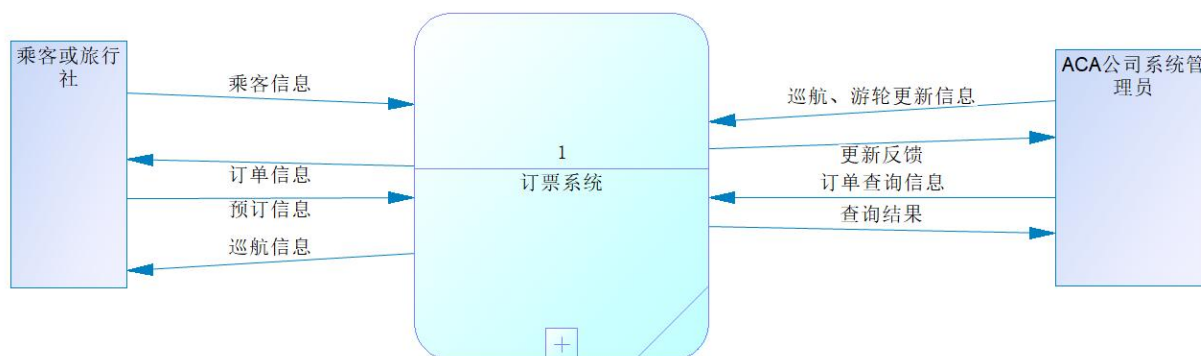 乘客或旅行
社
乘客信息
订单信息
预订信息
巡航信息
1
订票系统
巡航、游轮更新信息
更新反馈
订单查询信息
查询结果
ACA公司系统管
理员